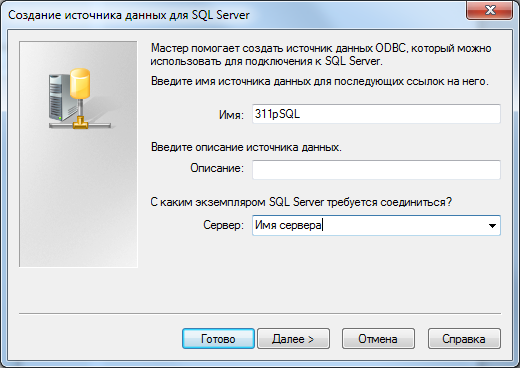 Создание источника данных для SQL Server
Мастер помогает создать источник данных ODBC, который можно
использовать для подключения к SQL Server.
Введите имя источника данных для последующих ссылок на него.
Имя: 311pSQL
Введите описание источника данных.
Описание:
С каким экземпляром SQL Server требуется соединиться?
Сервер: Имя сервера
Готово Далее > Отмена Справка